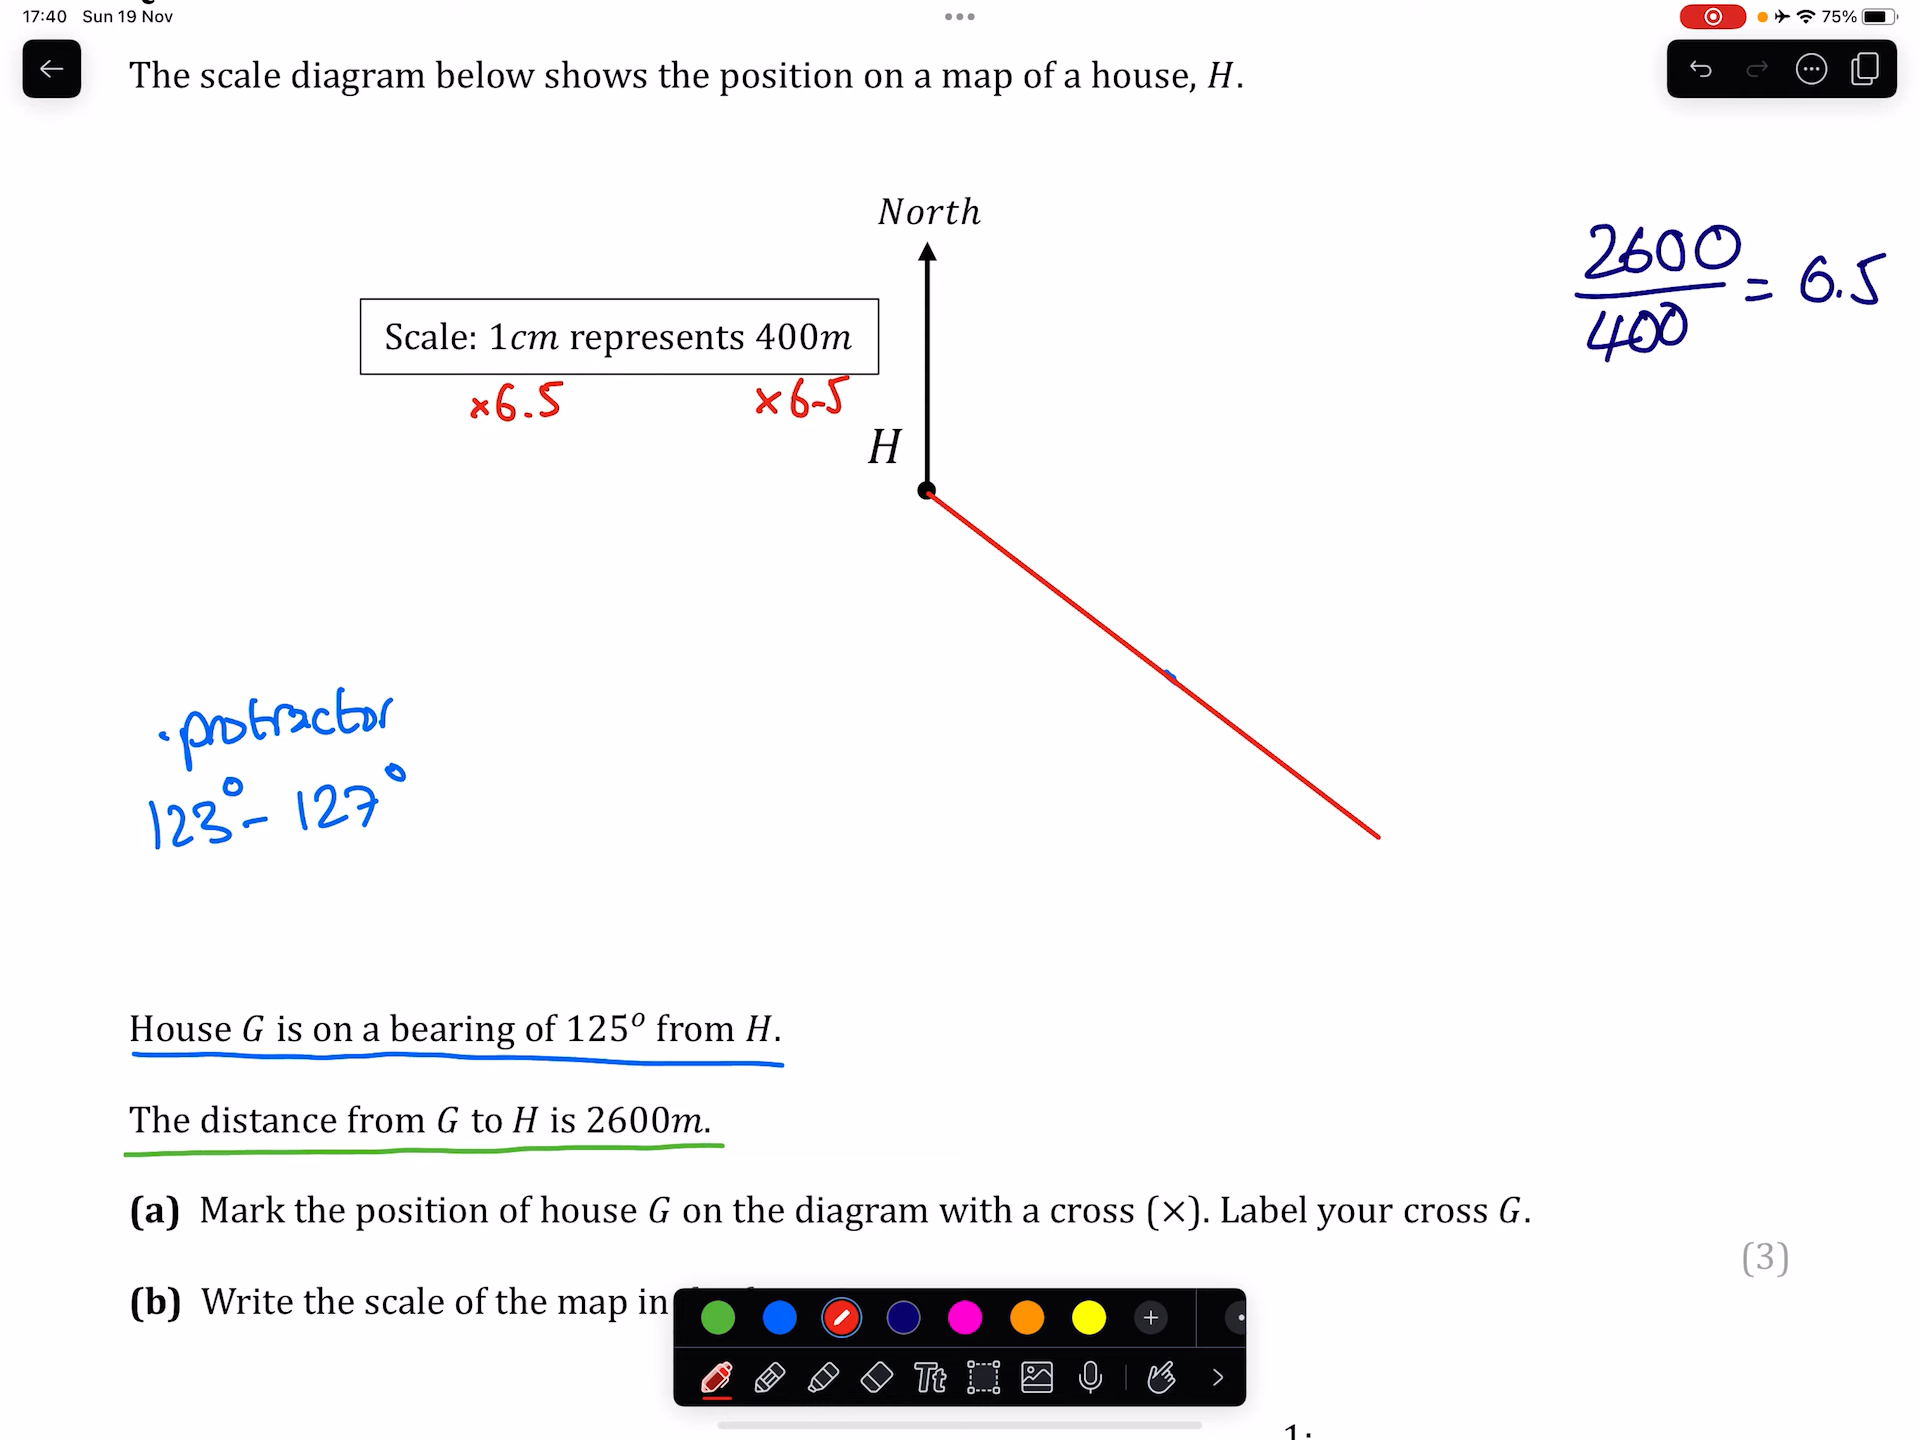 17:40 Sun 19 Nov
75%
The scale diagram below shows the position on a map of a house, H.
North
2600
400
= 6.5
Scale: 1cm represents 400m
×6.5 ×6.5
H
·protractor
123° - 127°
House G is on a bearing of 125° from H.
The distance from G to H is 2600m.
(a) Mark the position of house G on the diagram with a cross (×). Label your cross G.
(3)
(b) Write the scale of the map in
Tt
1: